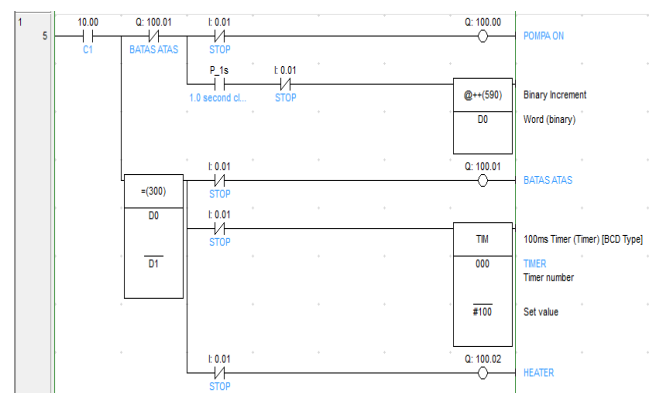 1
5
10.00
Q: 100.01
I: 0.01
Q: 100.00
C1
BATAS ATAS
STOP
POMPA ON
P_1s
I: 0.01
1.0 second cl...
STOP
@++(590)
Binary Increment
D0
Word (binary)
I: 0.01
Q: 100.01
=(300)
STOP
BATAS ATAS
D0
I: 0.01
STOP
TIM
100ms Timer (Timer) [BCD Type]
D1
000
TIMER
Timer number
#100
Set value
I: 0.01
Q: 100.02
STOP
HEATER